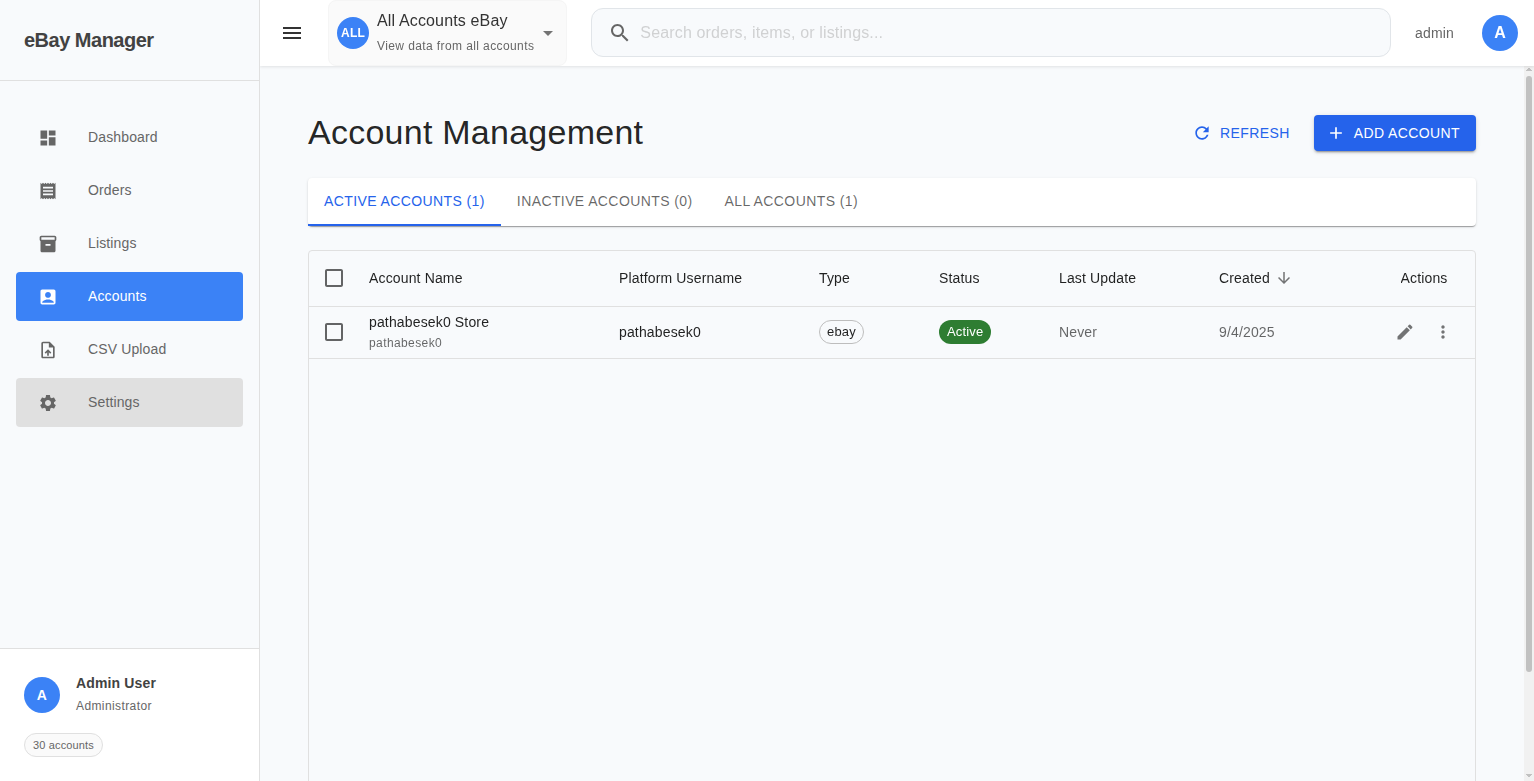 eBay Manager
Dashboard
Orders
Listings
Accounts
CSV Upload
Settings
A
Admin User
Administrator
30 accounts
ALL
All Accounts eBay
View data from all accounts
Search orders, items, or listings...
admin
A
Account Management
REFRESH
ADD ACCOUNT
ACTIVE ACCOUNTS (1) INACTIVE ACCOUNTS (0) ALL ACCOUNTS (1)
Account Name Platform Username Type Status Last Update Created Actions
pathabesek0 Store
pathabesek0
pathabesek0 ebay Active Never 9/4/2025